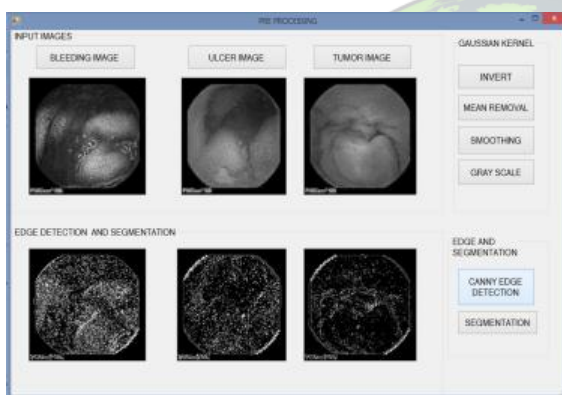 PRE PROCESSING
INPUT IMAGES
BLEEDING IMAGE
ULCER IMAGE
TUMOR IMAGE
GAUSSIAN KERNEL
INVERT
MEAN REMOVAL
SMOOTHING
GRAY SCALE
EDGE DETECTION AND SEGMENTATION
EDGE AND
SEGMENTATION
CANNY EDGE
DETECTION
SEGMENTATION